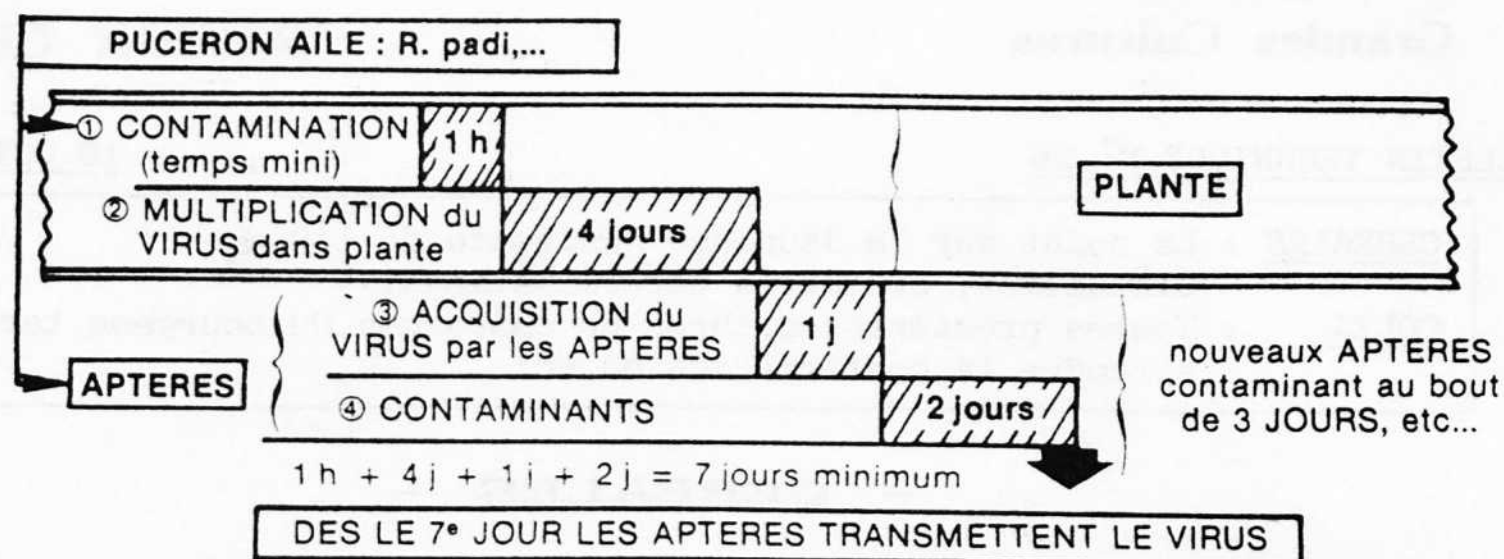 PUCERON AILE : R. padi,...
① CONTAMINATION
(temps mini)
1 h
② MULTIPLICATION du
VIRUS dans plante
4 jours
PLANTE
③ ACQUISITION du
VIRUS par les APTERES
1 j
APTERES
④ CONTAMINANTS
2 jours
nouveaux APTERES
contaminant au bout
de 3 JOURS, etc...
1 h + 4 j + 1 j + 2 j = 7 jours minimum
DES LE 7e JOUR LES APTERES TRANSMETTENT LE VIRUS